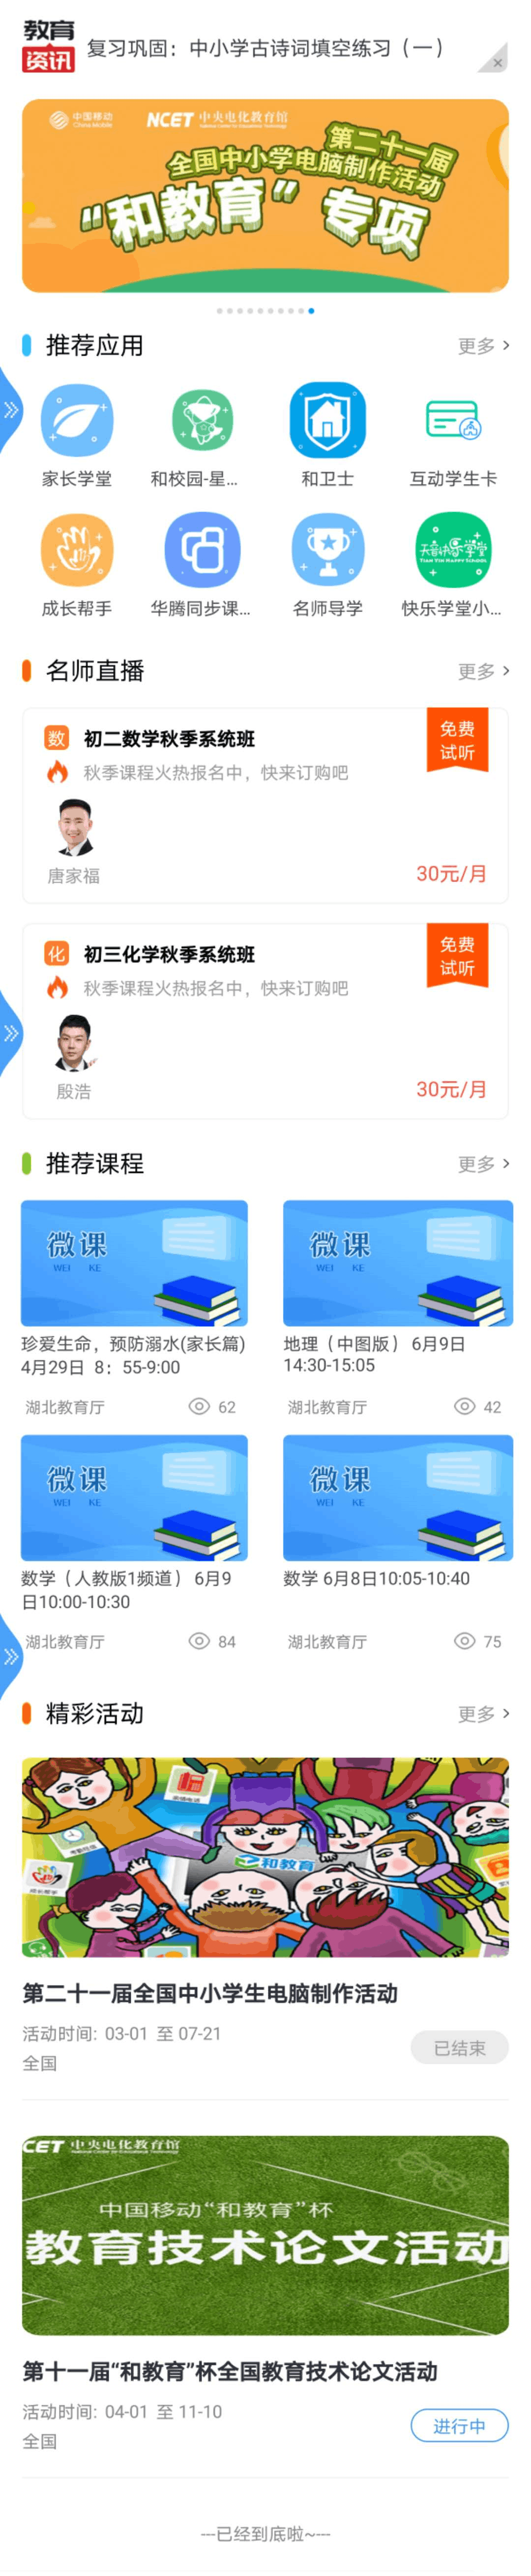 教育
资讯
复习巩固：中小学古诗词填空练习（一）
中国移动
China Mobile
NCET 中央电化教育馆
第二十一届
全国中小学电脑制作活动
“和教育”专项
推荐应用
更多
家长学堂
和校园-星...
和卫士
互动学生卡
天音快乐学堂
TIAN YIN HAPPY SCHOOL
成长帮手
华腾同步课...
名师导学
快乐学堂小...
名师直播
更多
数
初二数学秋季系统班
免费
试听
秋季课程火热报名中，快来订购吧
唐家福
30元/月
化
初三化学秋季系统班
免费
试听
秋季课程火热报名中，快来订购吧
殷浩
30元/月
推荐课程
更多
微课
WEI KE
微课
WEI KE
珍爱生命，预防溺水(家长篇)
4月29日 8：55-9:00
地理（中图版） 6月9日
14:30-15:05
湖北教育厅
62
湖北教育厅
42
微课
WEI KE
微课
WEI KE
数学（人教版1频道） 6月9
日10:00-10:30
数学 6月8日10:05-10:40
湖北教育厅
84
湖北教育厅
75
精彩活动
更多
和教育
第二十一届全国中小学生电脑制作活动
活动时间: 03-01 至 07-21
全国
已结束
CET 中央电化教育馆
中国移动“和教育”杯
教育技术论文活动
第十一届“和教育”杯全国教育技术论文活动
活动时间: 04-01 至 11-10
全国
进行中
---已经到底啦~---